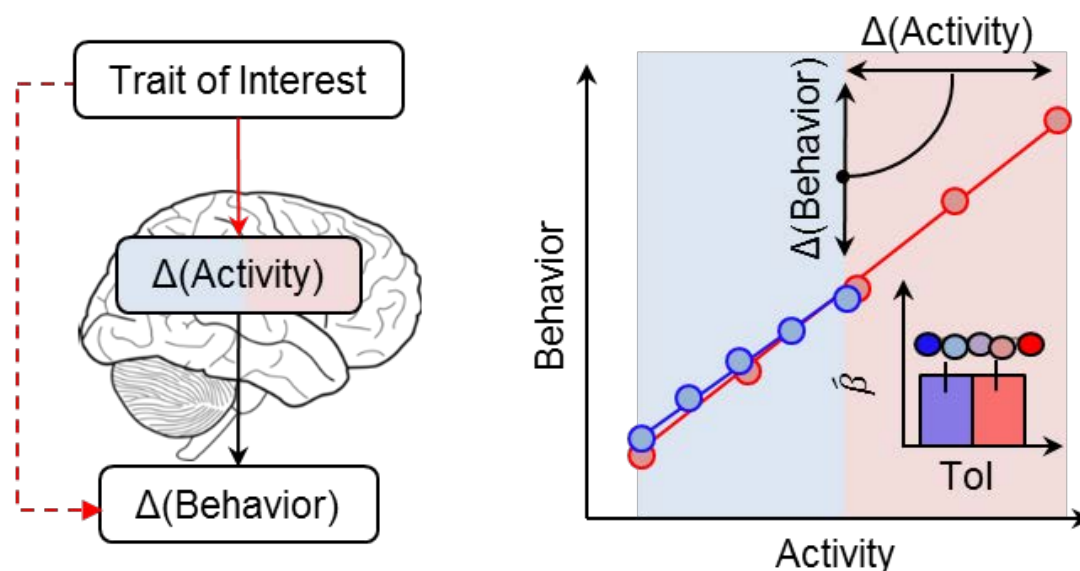 Trait of Interest
Δ(Activity)
Δ(Behavior)
Δ(Activity)
Δ(Behavior)
Behavior
β̂
ToI
Activity